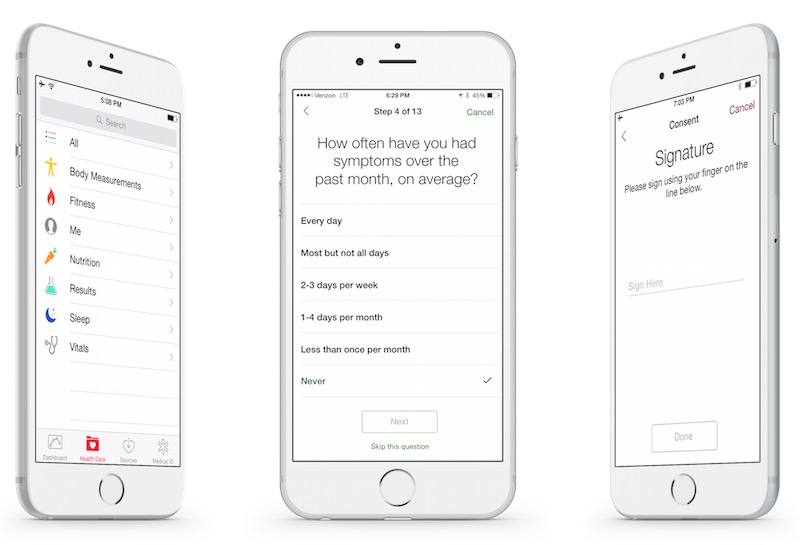 5:08 PM
Search
All
Body Measurements
Fitness
Me
Nutrition
Results
Sleep
Vitals
Dashboard
Health Data
Sources
Medical ID
Verizon LTE
6:29 PM
45%
Step 4 of 13
Cancel
How often have you had
symptoms over the
past month, on average?
Every day
Most but not all days
2-3 days per week
1-4 days per month
Less than once per month
Never
Next
Skip this question
7:03 PM
Consent
Cancel
Signature
Please sign using your finger on the
line below.
Sign Here
Done